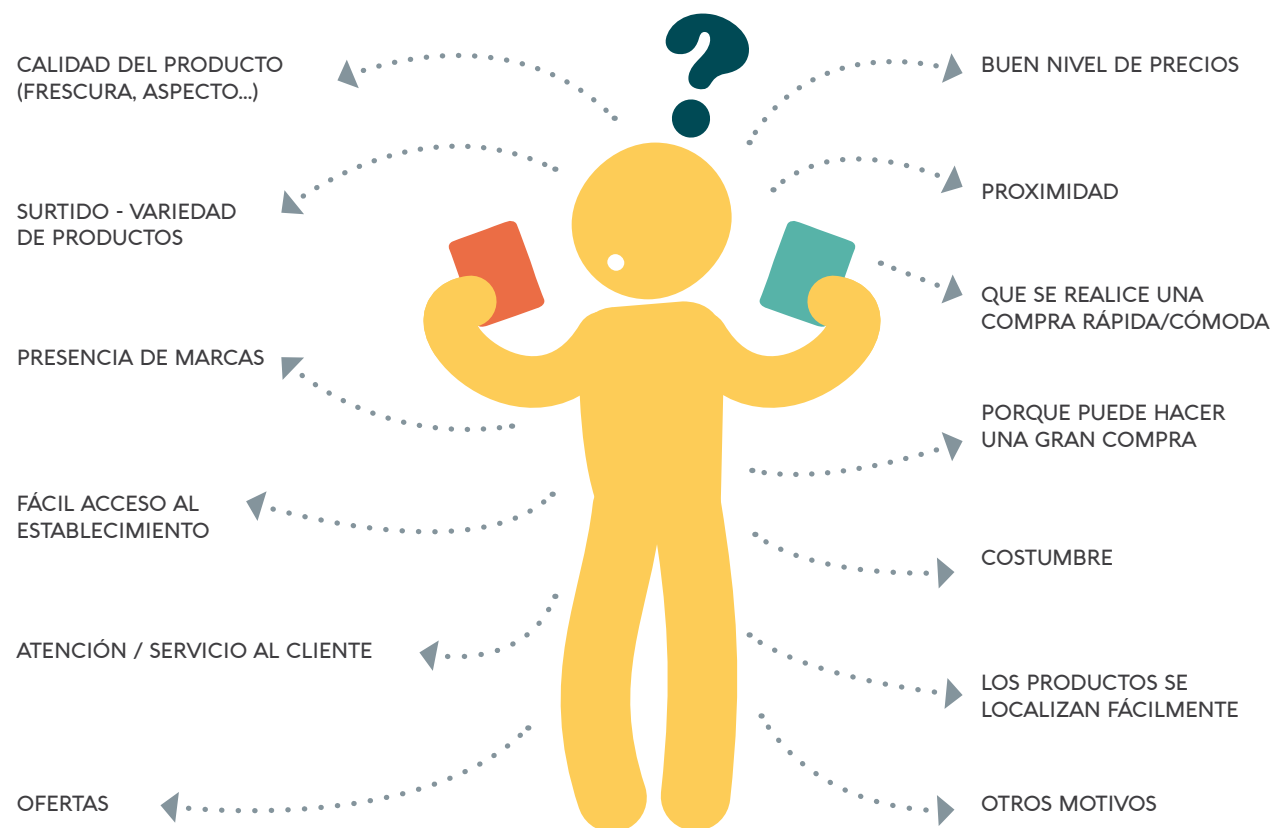 ?
CALIDAD DEL PRODUCTO
(FRESCURA, ASPECTO...)
SURTIDO - VARIEDAD
DE PRODUCTOS
PRESENCIA DE MARCAS
FÁCIL ACCESO AL
ESTABLECIMIENTO
ATENCIÓN / SERVICIO AL CLIENTE
OFERTAS
BUEN NIVEL DE PRECIOS
PROXIMIDAD
QUE SE REALICE UNA
COMPRA RÁPIDA/CÓMODA
PORQUE PUEDE HACER
UNA GRAN COMPRA
COSTUMBRE
LOS PRODUCTOS SE
LOCALIZAN FÁCILMENTE
OTROS MOTIVOS